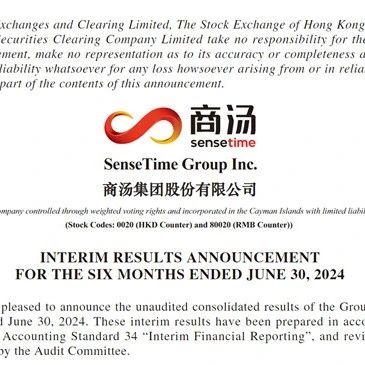 xchanges and Clearing Limited, The Stock Exchange of Hong Kong
ecurities Clearing Company Limited take no responsibility for the
ement, make no representation as to its accuracy or completeness a
liability whatsoever for any loss howsoever arising from or in relia
part of the contents of this announcement.
商汤
sensetime
SenseTime Group Inc.
商汤集团股份有限公司
ompany controlled through weighted voting rights and incorporated in the Cayman Islands with limited liabil
(Stock Codes: 0020 (HKD Counter) and 80020 (RMB Counter))
INTERIM RESULTS ANNOUNCEMENT
FOR THE SIX MONTHS ENDED JUNE 30, 2024
pleased to announce the unaudited consolidated results of the Grou
d June 30, 2024. These interim results have been prepared in acco
Accounting Standard 34 “Interim Financial Reporting”, and revi
by the Audit Committee.